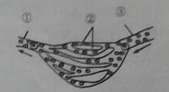 ① ② ③